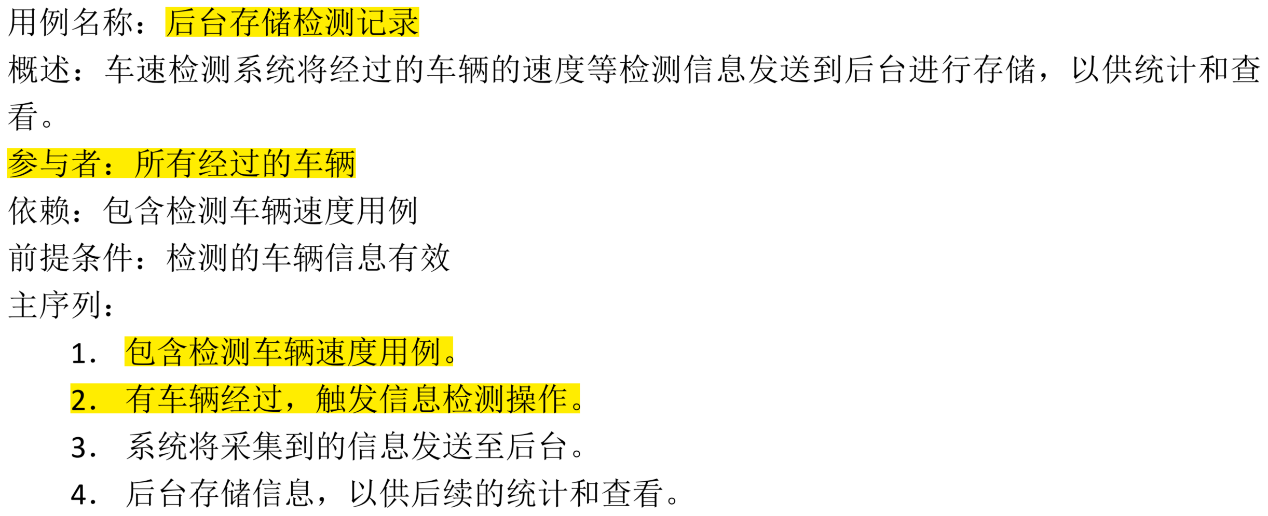 用例名称：后台存储检测记录
概述：车速检测系统将经过的车辆的速度等检测信息发送到后台进行存储，以供统计和查
看。
参与者：所有经过的车辆
依赖：包含检测车辆速度用例
前提条件：检测的车辆信息有效
主序列：
1. 包含检测车辆速度用例。
2. 有车辆经过，触发信息检测操作。
3. 系统将采集到的信息发送至后台。
4. 后台存储信息，以供后续的统计和查看。